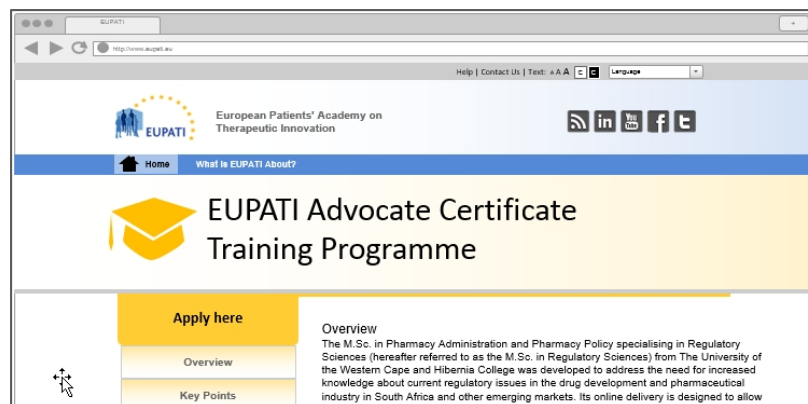 EUPATI
http://www.eupati.eu
Help | Contact Us | Text: A A A C C Language
EUPATI
European Patients' Academy on
Therapeutic Innovation
in You Tube f t
Home What is EUPATI About?
EUPATI Advocate Certificate
Training Programme
Apply here
Overview
Key Points
Overview
The M.Sc. in Pharmacy Administration and Pharmacy Policy specialising in Regulatory
Sciences (hereafter referred to as the M.Sc. in Regulatory Sciences) from The University of
the Western Cape and Hibernia College was developed to address the need for increased
knowledge about current regulatory issues in the drug development and pharmaceutical
industry in South Africa and other emerging markets. Its online delivery is designed to allow